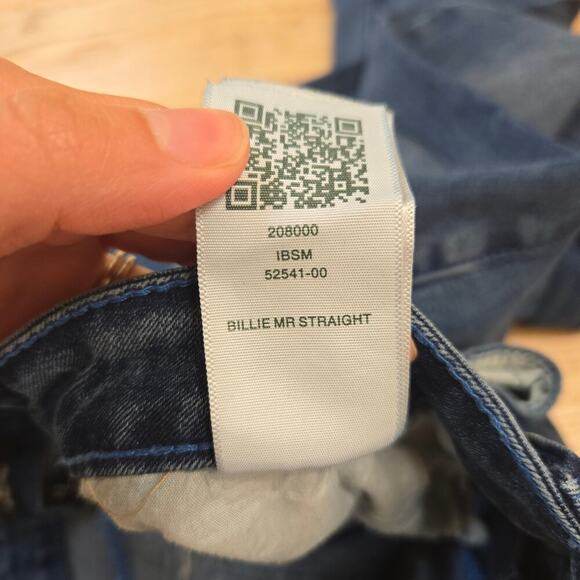 208000
IBSM
52541-00
BILLIE MR STRAIGHT